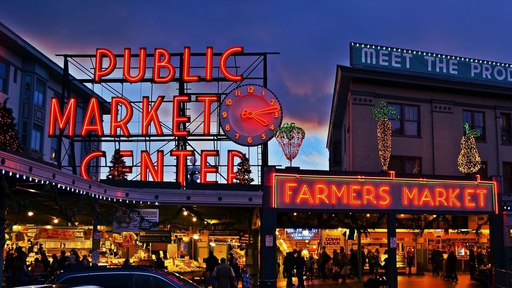 PUBLIC
MARKET
CENTER
MEET THE PROD
FARMERS MARKET